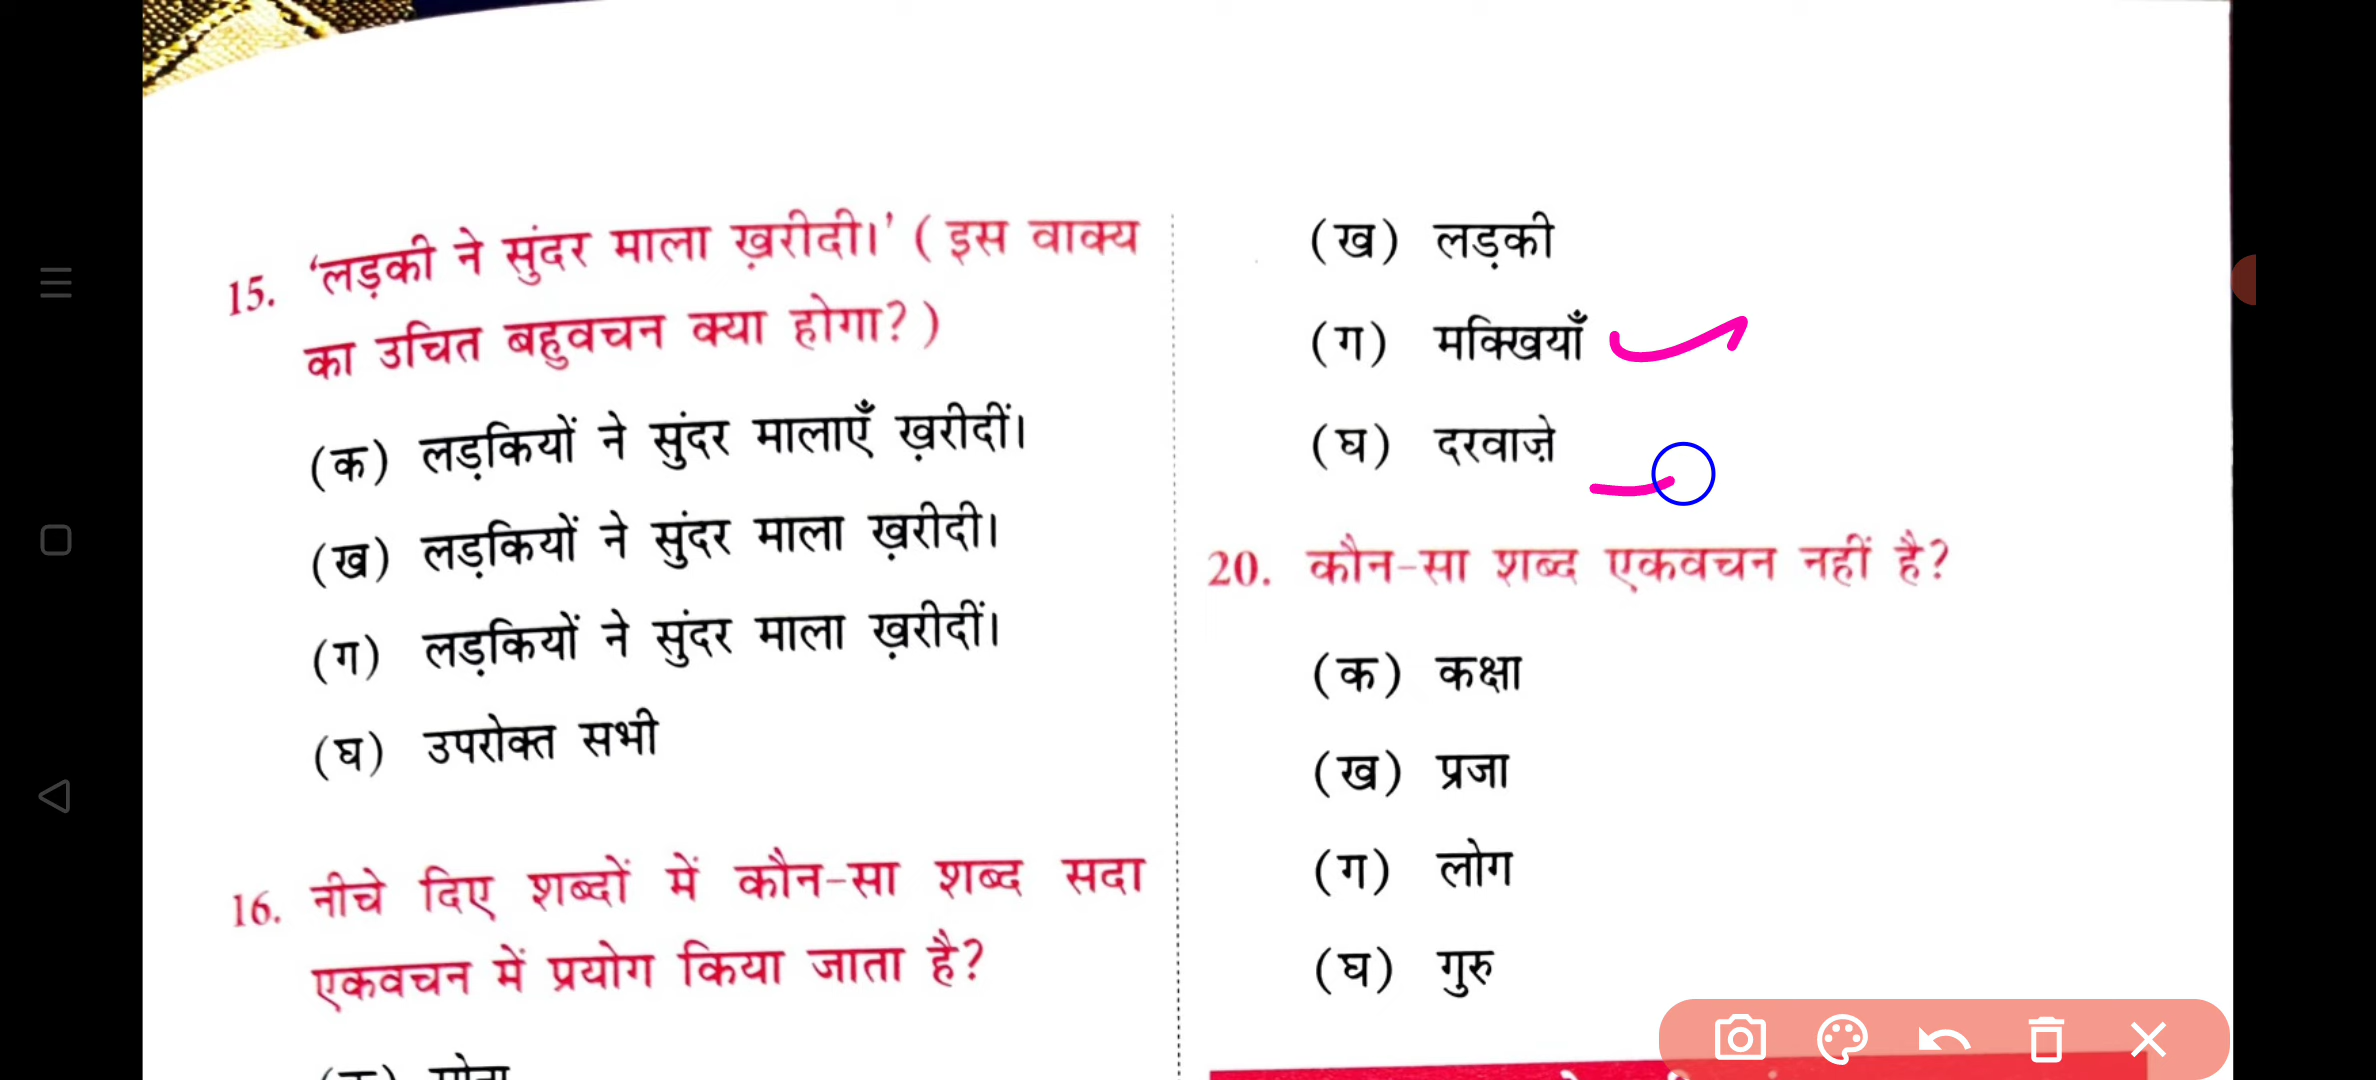 15. ‘लड़की ने सुंदर माला ख़रीदी।’ ( इस वाक्य
का उचित बहुवचन क्या होगा? )
(क) लड़कियों ने सुंदर मालाएँ ख़रीदीं।
(ख) लड़कियों ने सुंदर माला ख़रीदी।
(ग) लड़कियों ने सुंदर माला ख़रीदीं।
(घ) उपरोक्त सभी
16. नीचे दिए शब्दों में कौन-सा शब्द सदा
एकवचन में प्रयोग किया जाता है?
(ख) लड़की
(ग) मक्खियाँ
(घ) दरवाज़े
20. कौन-सा शब्द एकवचन नहीं है?
(क) कक्षा
(ख) प्रजा
(ग) लोग
(घ) गुरु